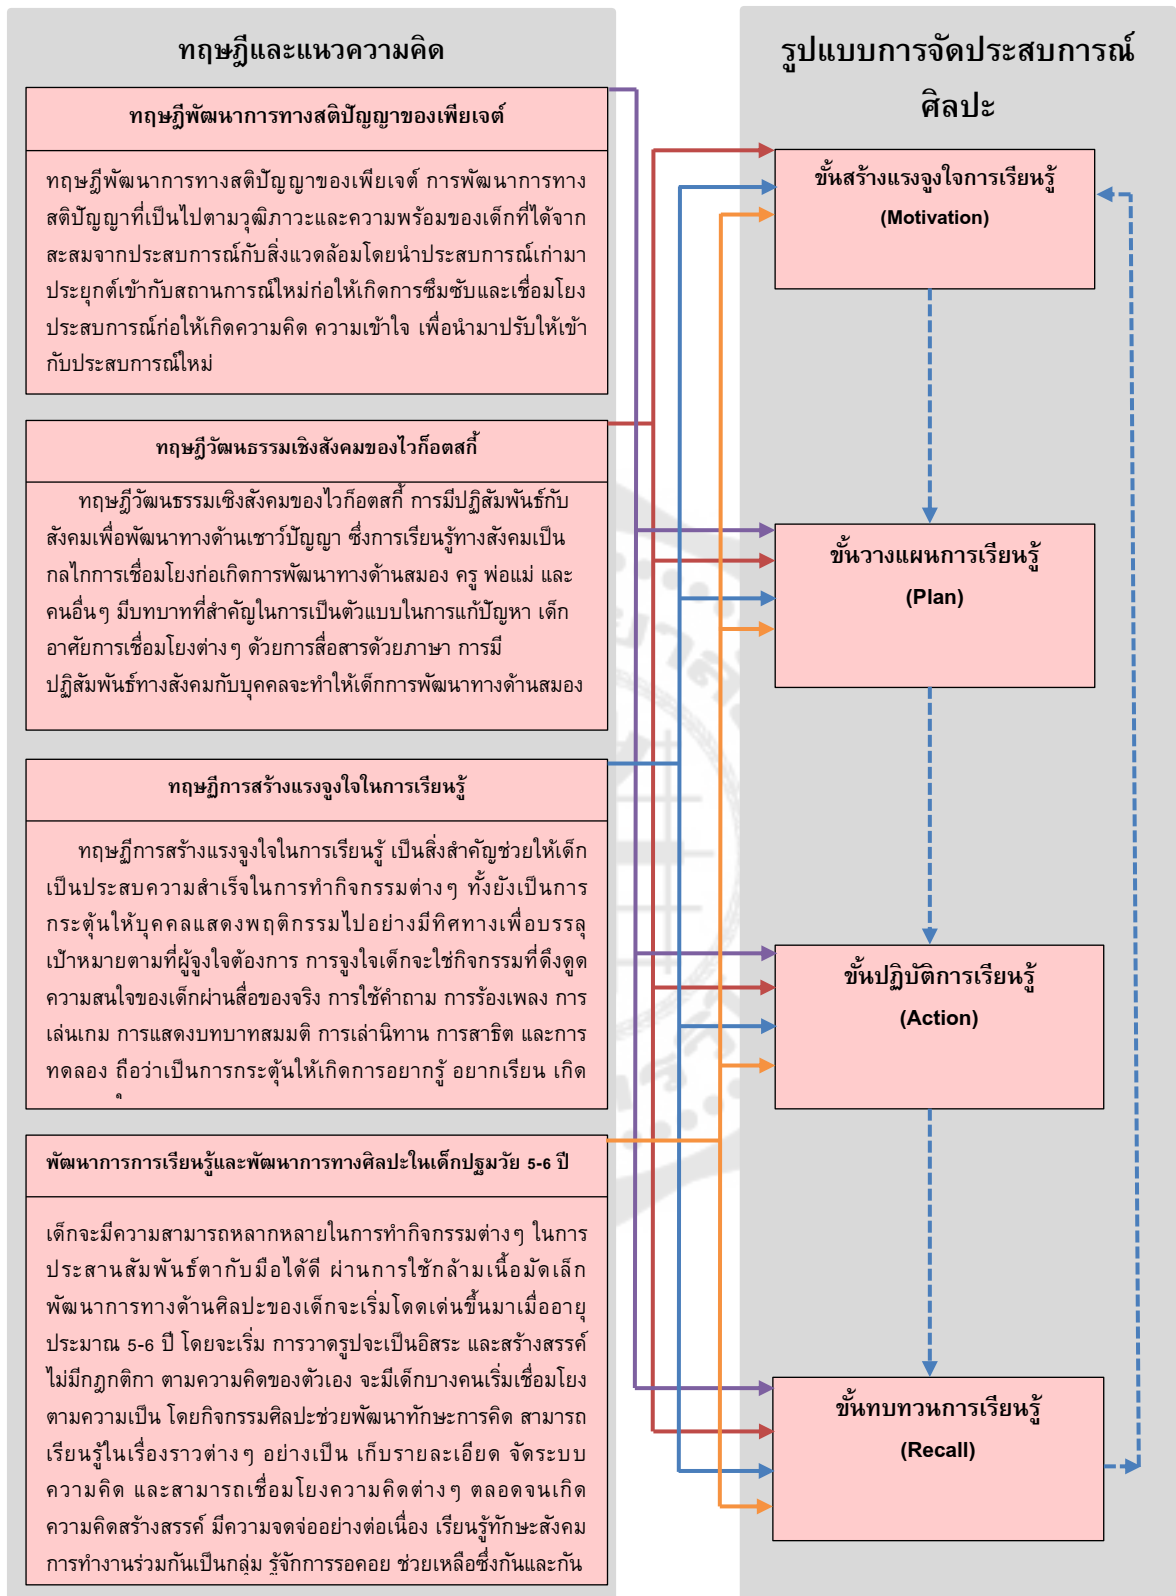 ทฤษฎีและแนวความคิด
ทฤษฎีพัฒนาการทางสติปัญญาของเพียเจต์
ทฤษฎีพัฒนาการทางสติปัญญาของเพียเจต์ การพัฒนาการทาง
สติปัญญาที่เป็นไปตามวุฒิภาวะและความพร้อมของเด็กที่ได้จาก
สะสมจากประสบการณ์กับสิ่งแวดล้อมโดยนำประสบการณ์เก่ามา
ประยุกต์เข้ากับสถานการณ์ใหม่ก่อให้เกิดการซึมซับและเชื่อมโยง
ประสบการณ์ก่อให้เกิดความคิด ความเข้าใจ เพื่อนำมาปรับให้เข้า
กับประสบการณ์ใหม่
ทฤษฎีวัฒนธรรมเชิงสังคมของไวก็อตสกี้
ทฤษฎีวัฒนธรรมเชิงสังคมของไวก็อตสกี้ การมีปฏิสัมพันธ์กับ
สังคมเพื่อพัฒนาทางด้านเชาว์ปัญญา ซึ่งการเรียนรู้ทางสังคมเป็น
กลไกการเชื่อมโยงก่อเกิดการพัฒนาทางด้านสมอง ครู พ่อแม่ และ
คนอื่นๆ มีบทบาทที่สำคัญในการเป็นตัวแบบในการแก้ปัญหา เด็ก
อาศัยการเชื่อมโยงต่างๆ ด้วยการสื่อสารด้วยภาษา การมี
ปฏิสัมพันธ์ทางสังคมกับบุคคลจะทำให้เด็กการพัฒนาทางด้านสมอง
ทฤษฏีการสร้างแรงจูงใจในการเรียนรู้
ทฤษฏีการสร้างแรงจูงใจในการเรียนรู้ เป็นสิ่งสำคัญช่วยให้เด็ก
เป็นประสบความสำเร็จในการทำกิจกรรมต่างๆ ทั้งยังเป็นการ
กระตุ้นให้บุคคลแสดงพฤติกรรมไปอย่างมีทิศทางเพื่อบรรลุ
เป้าหมายตามที่ผู้จูงใจต้องการ การจูงใจเด็กจะใช่กิจกรรมที่ดึงดูด
ความสนใจของเด็กผ่านสื่อของจริง การใช้คำถาม การร้องเพลง การ
เล่นเกม การแสดงบทบาทสมมติ การเล่านิทาน การสาธิต และการ
ทดลอง ถือว่าเป็นการกระตุ้นให้เกิดการอยากรู้ อยากเรียน เกิด
พัฒนาการการเรียนรู้และพัฒนาการทางศิลปะในเด็กปฐมวัย 5-6 ปี
เด็กจะมีความสามารถหลากหลายในการทำกิจกรรมต่างๆ ในการ
ประสานสัมพันธ์ตากับมือได้ดี ผ่านการใช้กล้ามเนื้อมัดเล็ก
พัฒนาการทางด้านศิลปะของเด็กจะเริ่มโดดเด่นขึ้นมาเมื่ออายุ
ประมาณ 5-6 ปี โดยจะเริ่ม การวาดรูปจะเป็นอิสระ และสร้างสรรค์
ไม่มีกฎกติกา ตามความคิดของตัวเอง จะมีเด็กบางคนเริ่มเชื่อมโยง
ตามความเป็น โดยกิจกรรมศิลปะช่วยพัฒนาทักษะการคิด สามารถ
เรียนรู้ในเรื่องราวต่างๆ อย่างเป็น เก็บรายละเอียด จัดระบบ
ความคิด และสามารถเชื่อมโยงความคิดต่างๆ ตลอดจนเกิด
ความคิดสร้างสรรค์ มีความจดจ่ออย่างต่อเนื่อง เรียนรู้ทักษะสังคม
การทำงานร่วมกันเป็นกลุ่ม รู้จักการรอคอย ช่วยเหลือซึ่งกันและกัน
รูปแบบการจัดประสบการณ์
ศิลปะ
ขั้นสร้างแรงจูงใจการเรียนรู้
(Motivation)
ขั้นวางแผนการเรียนรู้
(Plan)
ขั้นปฏิบัติการเรียนรู้
(Action)
ขั้นทบทวนการเรียนรู้
(Recall)